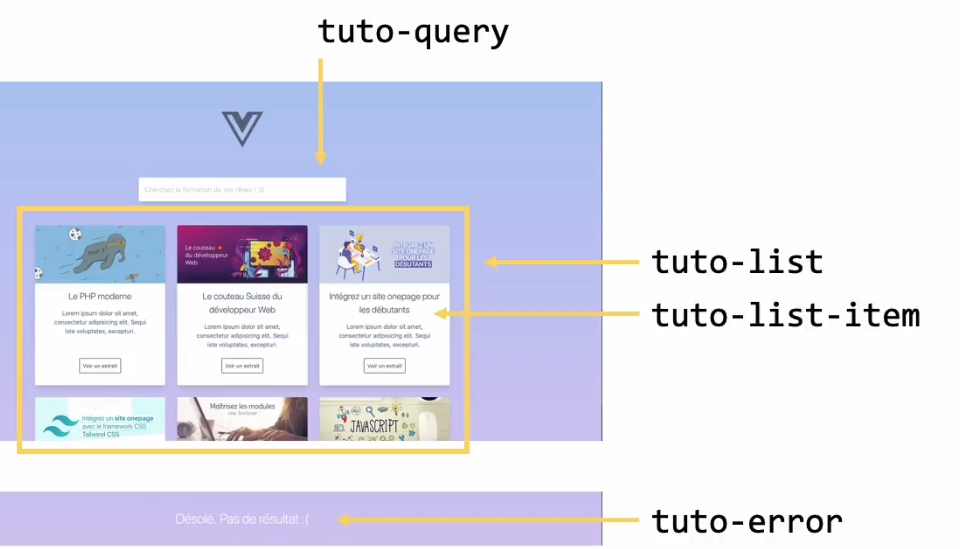 tuto-query
Cherchez la formation de vos rêves ! :D
Le couteau
du développeur
Web
INTÉGREZ UN
SITE ONEPAGE
POUR LES
DÉBUTANTS
tuto-list
Le PHP moderne
Le couteau Suisse du
développeur Web
Intégrez un site onepage pour
les débutants
tuto-list-item
Lorem ipsum dolor sit amet,
consectetur adipisicing elit. Sequi
iste voluptates, excepturi.
Lorem ipsum dolor sit amet,
consectetur adipisicing elit. Sequi
iste voluptates, excepturi.
Lorem ipsum dolor sit amet,
consectetur adipisicing elit. Sequi
iste voluptates, excepturi.
Voir un extrait
Voir un extrait
Voir un extrait
Intégrez un site onepage
avec le framework CSS
Tailwind CSS
Maîtrisez les modules
JAVASCRIPT
Désolé. Pas de résultat :(
tuto-error